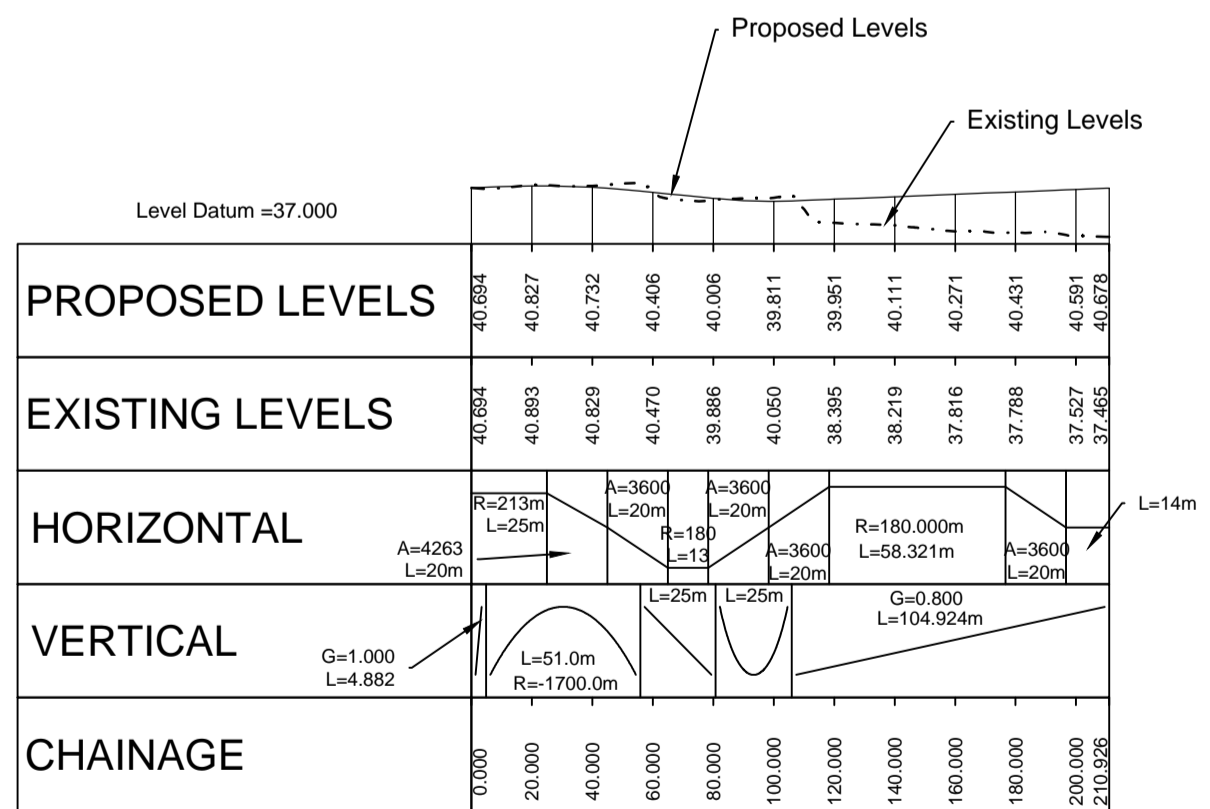 Proposed Levels
Existing Levels
Level Datum =37.000
PROPOSED LEVELS
40.694
40.827
40.732
40.406
40.006
39.811
39.951
40.111
40.271
40.431
40.591
40.678
EXISTING LEVELS
40.694
40.893
40.829
40.470
39.886
40.050
38.395
38.219
37.816
37.788
37.527
37.465
HORIZONTAL
A=4263
L=20m
R=213m
L=25m
A=3600
L=20m
R=180
L=13
A=3600
L=20m
A=3600
L=20m
R=180.000m
L=58.321m
A=3600
L=20m
L=14m
VERTICAL
G=1.000
L=4.882
L=51.0m
R=-1700.0m
L=25m
L=25m
G=0.800
L=104.924m
CHAINAGE
0.000
20.000
40.000
60.000
80.000
100.000
120.000
140.000
160.000
180.000
200.000
210.926